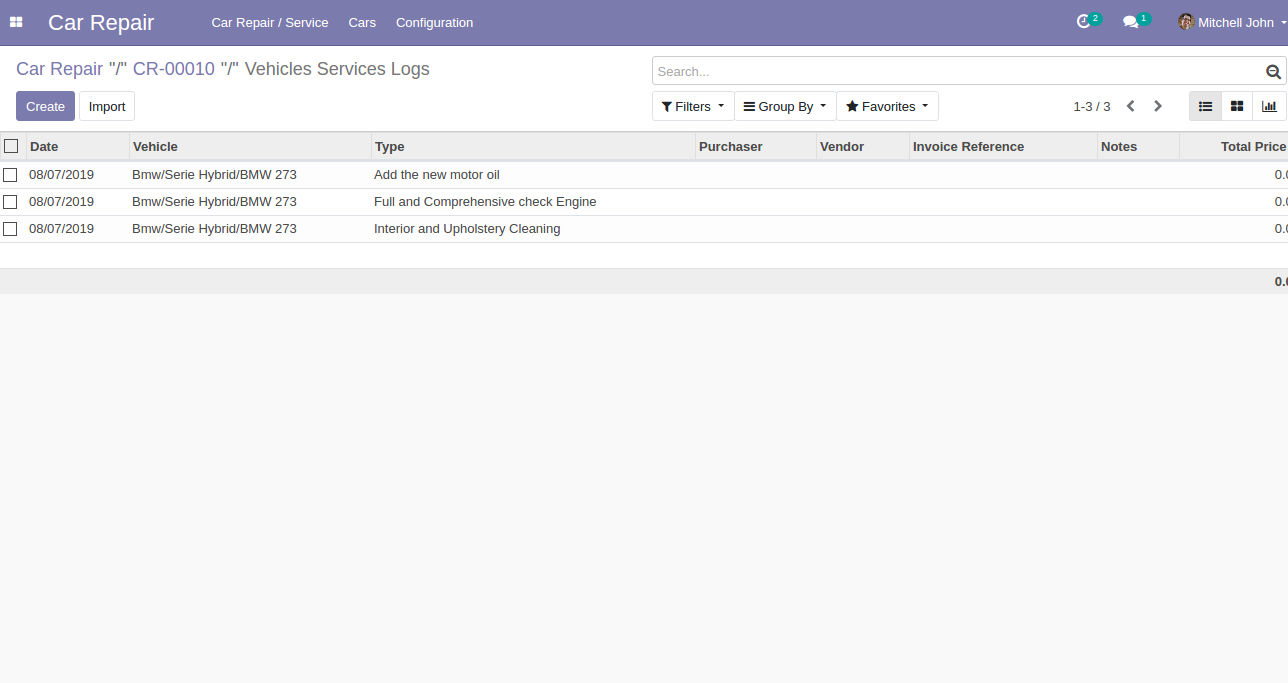 Car Repair Car Repair / Service Cars Configuration 2 1 Mitchell John
Car Repair "/" CR-00010 "/" Vehicles Services Logs
Search...
Create Import Filters Group By Favorites 1-3 / 3
Date Vehicle Type Purchaser Vendor Invoice Reference Notes Total Price
08/07/2019 Bmw/Serie Hybrid/BMW 273 Add the new motor oil 0.0
08/07/2019 Bmw/Serie Hybrid/BMW 273 Full and Comprehensive check Engine 0.0
08/07/2019 Bmw/Serie Hybrid/BMW 273 Interior and Upholstery Cleaning 0.0
0.0